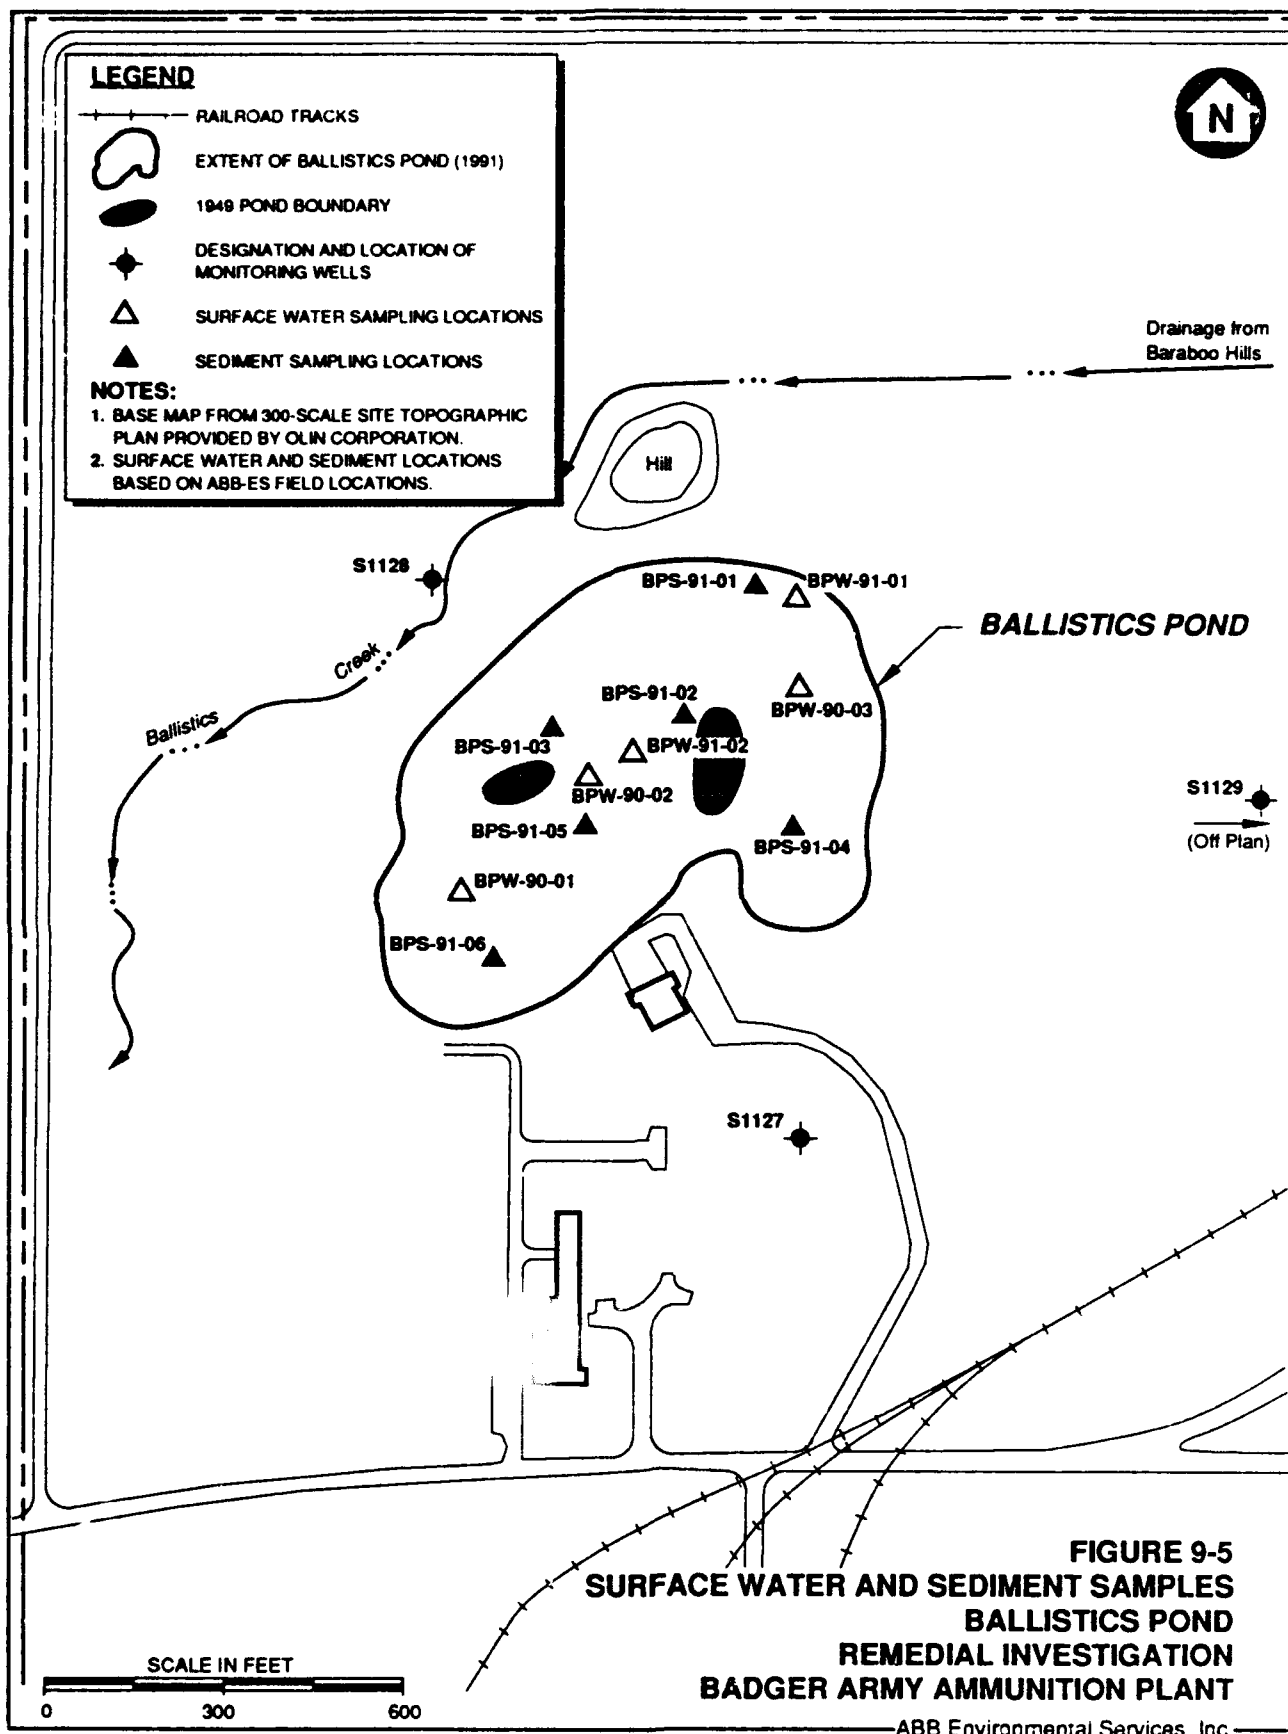 LEGEND
RAILROAD TRACKS
EXTENT OF BALLISTICS POND (1991)
1949 POND BOUNDARY
DESIGNATION AND LOCATION OF
MONITORING WELLS
SURFACE WATER SAMPLING LOCATIONS
SEDIMENT SAMPLING LOCATIONS
NOTES:
1. BASE MAP FROM 300-SCALE SITE TOPOGRAPHIC
PLAN PROVIDED BY OLIN CORPORATION.
2. SURFACE WATER AND SEDIMENT LOCATIONS
BASED ON ABB-ES FIELD LOCATIONS.
N
Drainage from
Baraboo Hills
Hill
S1128
BPS-91-01
BPW-91-01
BALLISTICS POND
Creek
Ballistics
BPS-91-02
BPW-90-03
BPS-91-03
BPW-91-02
BPW-90-02
S1129
(Off Plan)
BPS-91-05
BPS-91-04
BPW-90-01
BPS-91-06
S1127
FIGURE 9-5
SURFACE WATER AND SEDIMENT SAMPLES
BALLISTICS POND
REMEDIAL INVESTIGATION
BADGER ARMY AMMUNITION PLANT
SCALE IN FEET
0 300 600
ABB Environmental Services, Inc.